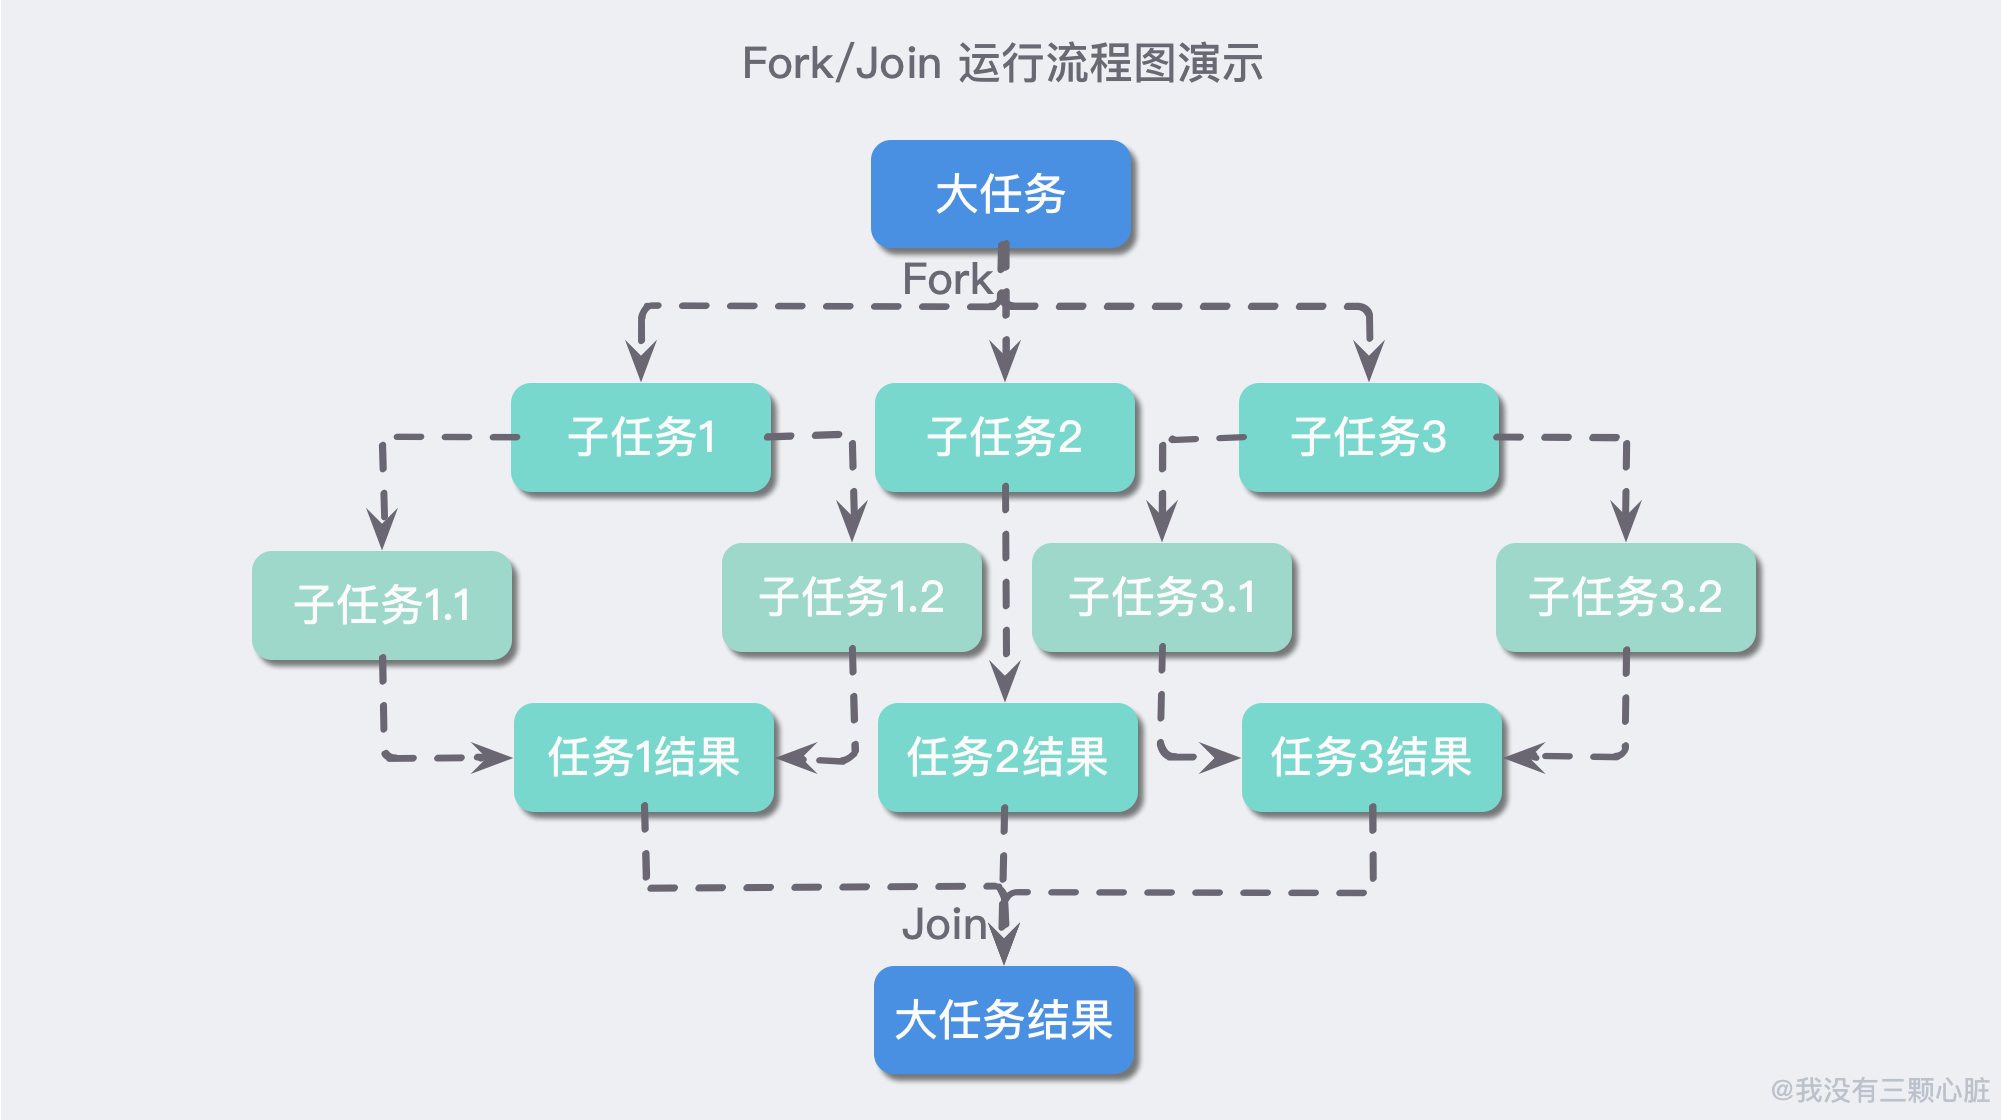 Fork/Join 运行流程图演示
大任务
Fork
子任务1
子任务2
子任务3
子任务1.1
子任务1.2
子任务3.1
子任务3.2
任务1结果
任务2结果
任务3结果
Join
大任务结果
@我没有三颗心脏